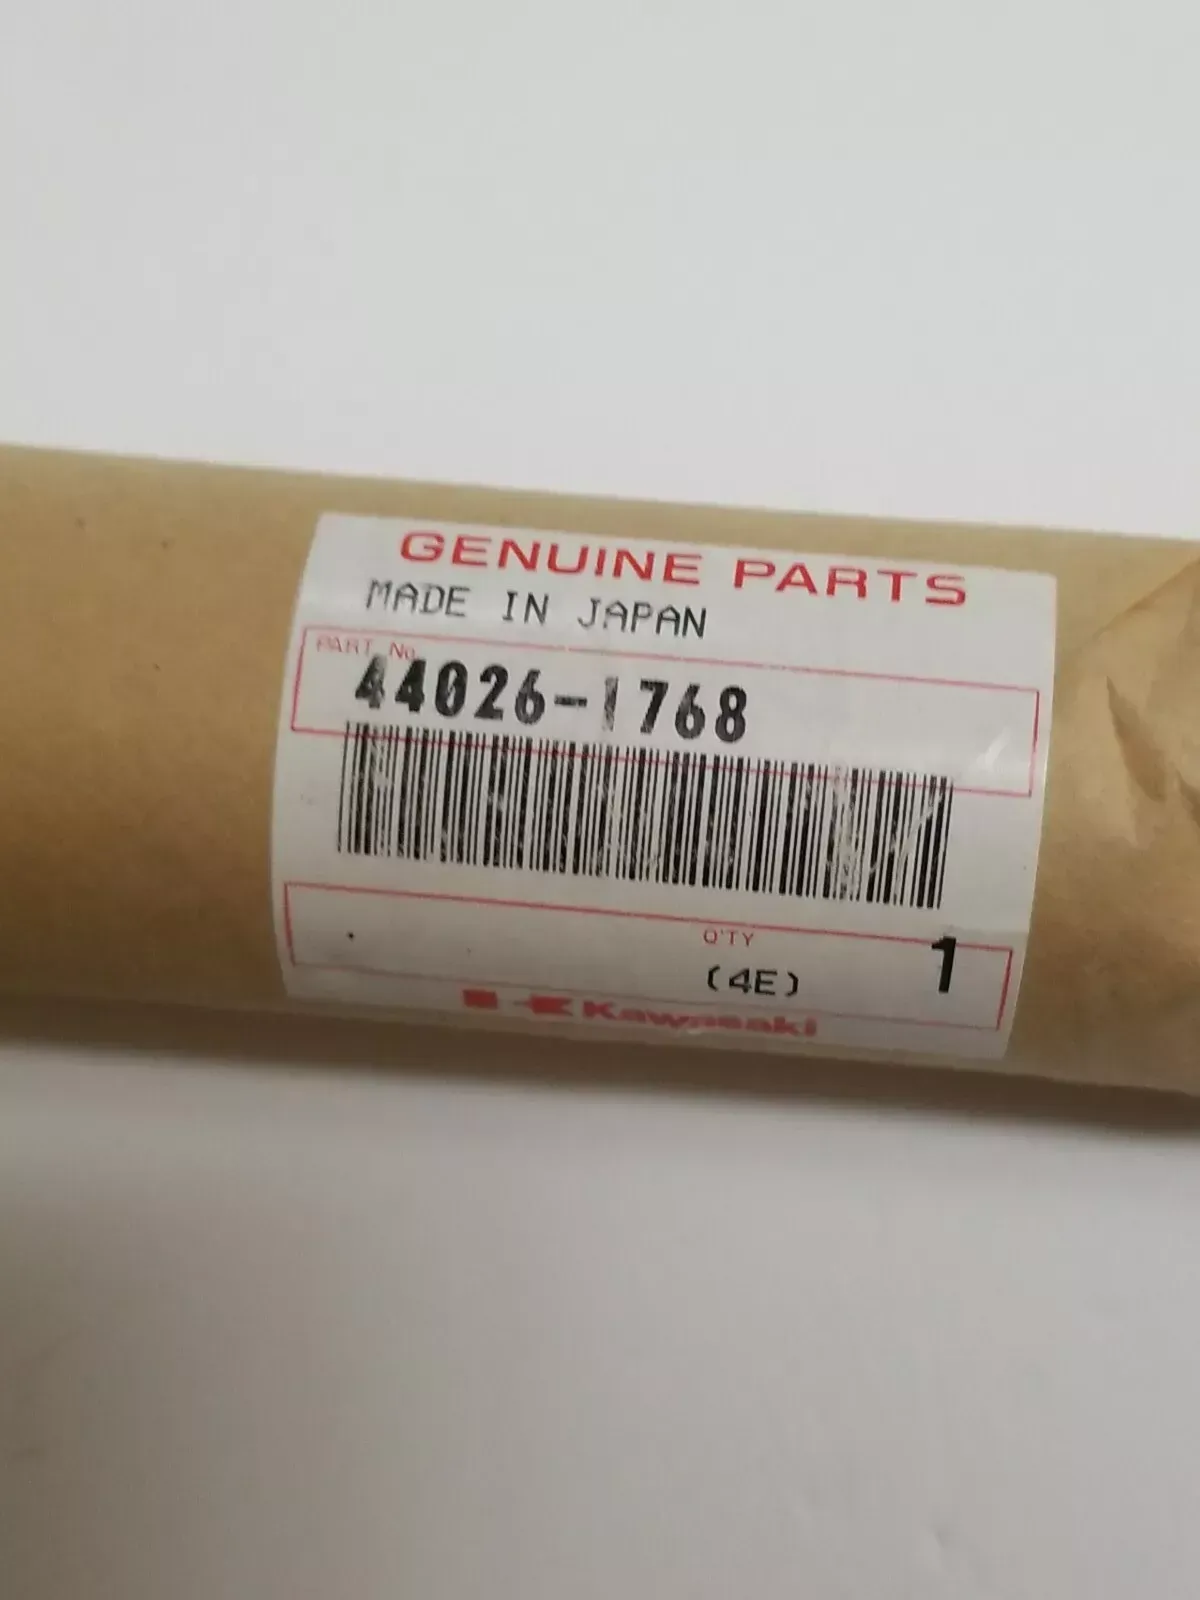 GENUINE PARTS
MADE IN JAPAN
PART No.
44026-1768
Q'TY
(4E) 1
Kawasaki